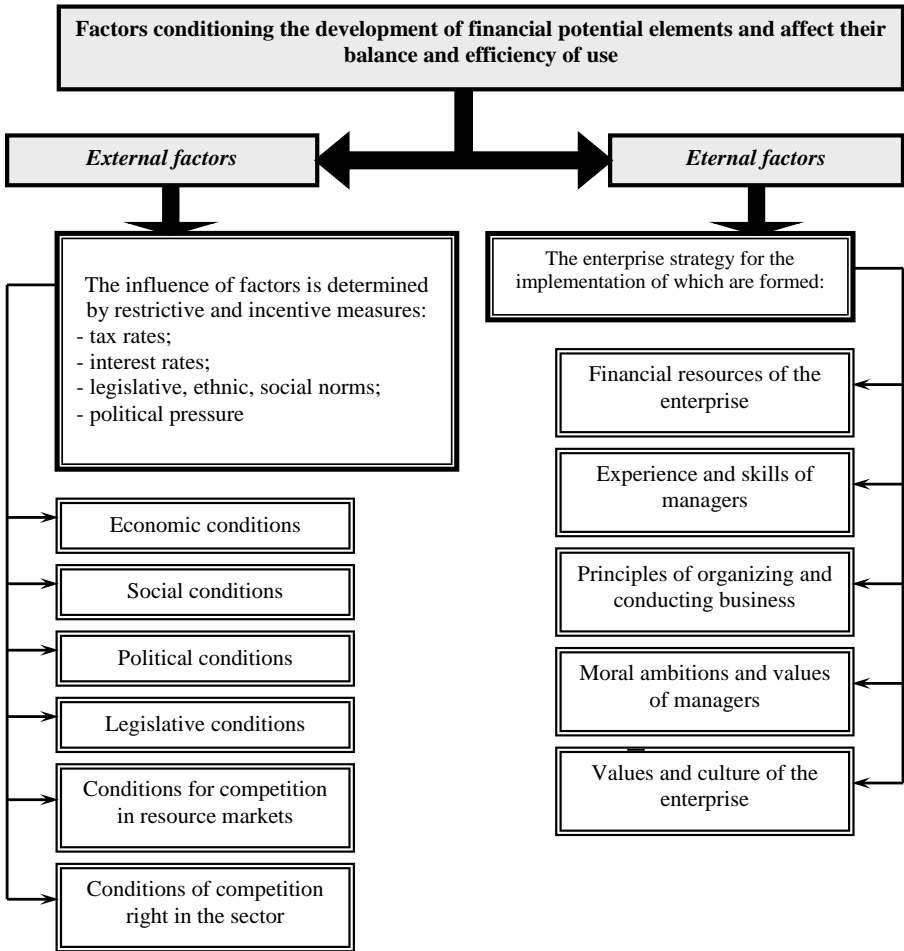 Factors conditioning the development of financial potential elements and affect their
balance and efficiency of use
External factors
Eternal factors
The influence of factors is determined
by restrictive and incentive measures:
- tax rates;
- interest rates;
- legislative, ethnic, social norms;
- political pressure
Economic conditions
Social conditions
Political conditions
Legislative conditions
Conditions for competition
in resource markets
Conditions of competition
right in the sector
The enterprise strategy for the
implementation of which are formed:
Financial resources of the
enterprise
Experience and skills of
managers
Principles of organizing and
conducting business
Moral ambitions and values
of managers
Values and culture of the
enterprise